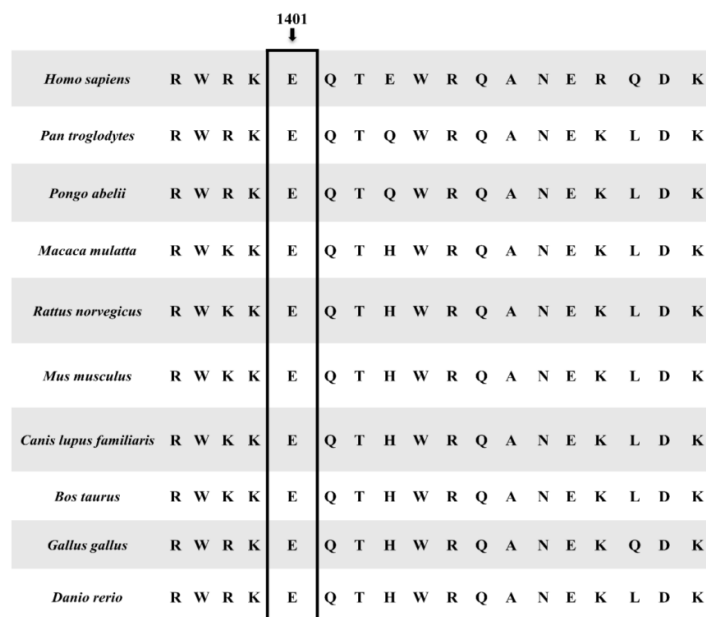 1401
Homo sapiens R W R K E Q T E W R Q A N E R Q D K
Pan troglodytes R W R K E Q T Q W R Q A N E K L D K
Pongo abelii R W R K E Q T Q W R Q A N E K L D K
Macaca mulatta R W K K E Q T H W R Q A N E K L D K
Rattus norvegicus R W K K E Q T H W R Q A N E K L D K
Mus musculus R W K K E Q T H W R Q A N E K L D K
Canis lupus familiaris R W K K E Q T H W R Q A N E K L D K
Bos taurus R W K K E Q T H W R Q A N E K L D K
Gallus gallus R W R K E Q T H W R Q A N E K Q D K
Danio rerio R W R K E Q T H W R Q A N E K L D K